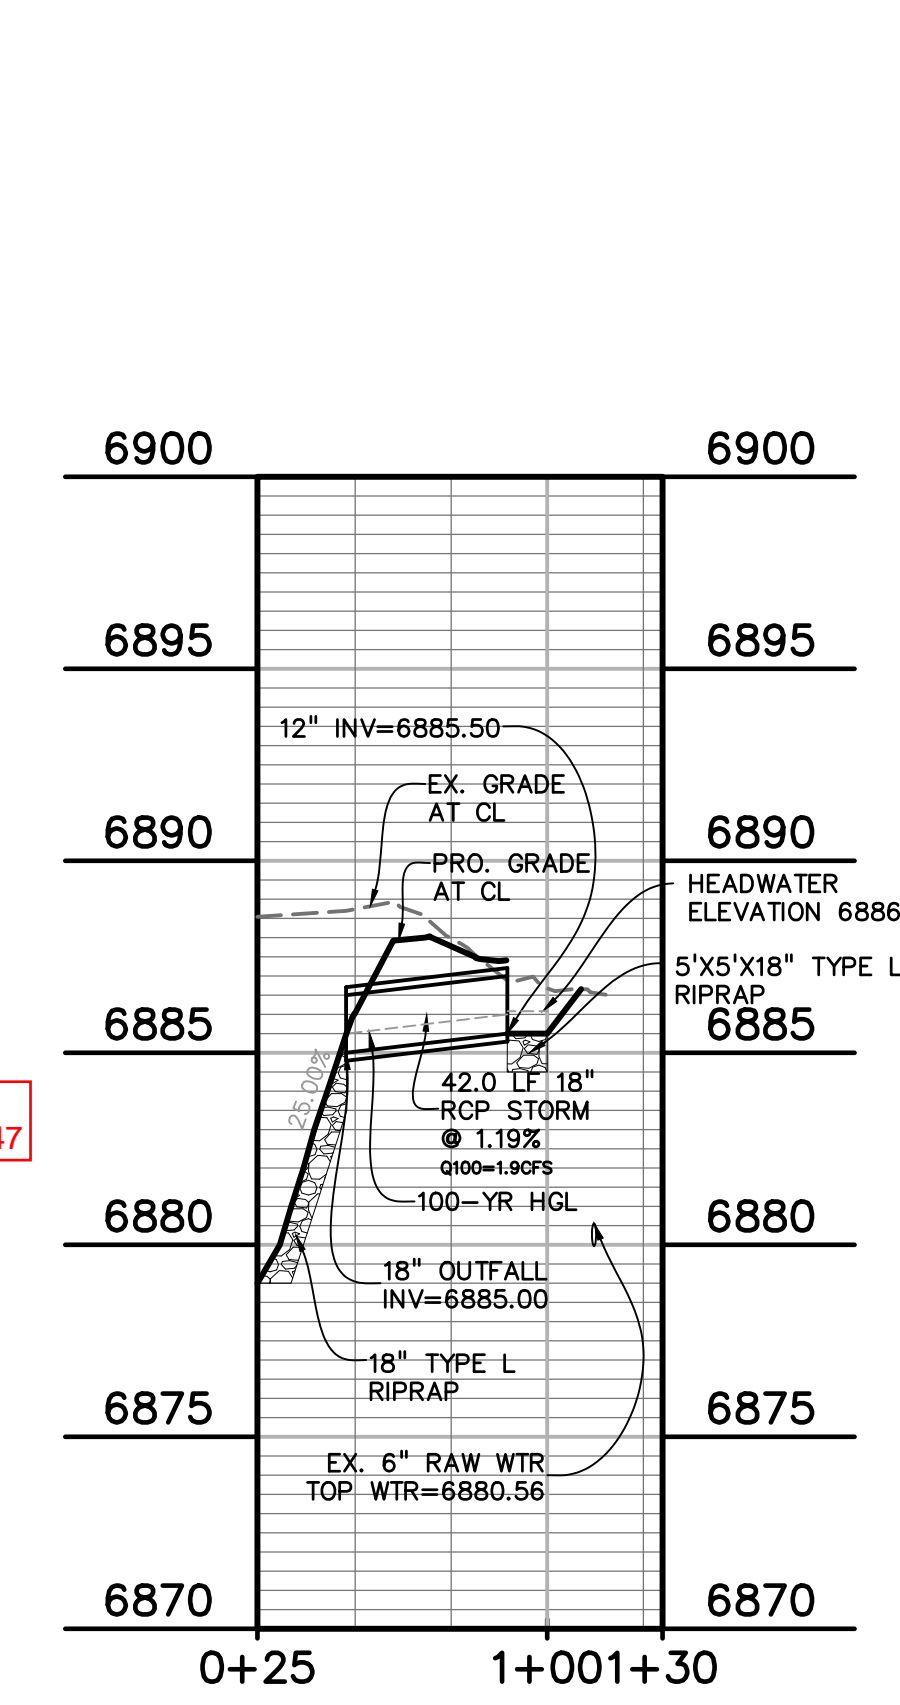 6900 6900
6895 6895
12" INV=6885.50
EX. GRADE
AT CL
6890 6890
PRO. GRADE
AT CL
HEADWATER
ELEVATION 6886
5'X5'X18" TYPE L
RIPRAP
6885 6885
25.00%
47
42.0 LF 18"
RCP STORM
@ 1.19%
Q100=1.9CFS
100-YR HGL
6880 6880
18" OUTFALL
INV=6885.00
18" TYPE L
RIPRAP
6875 6875
EX. 6" RAW WTR
TOP WTR=6880.56
6870 6870
0+25 1+00 1+30